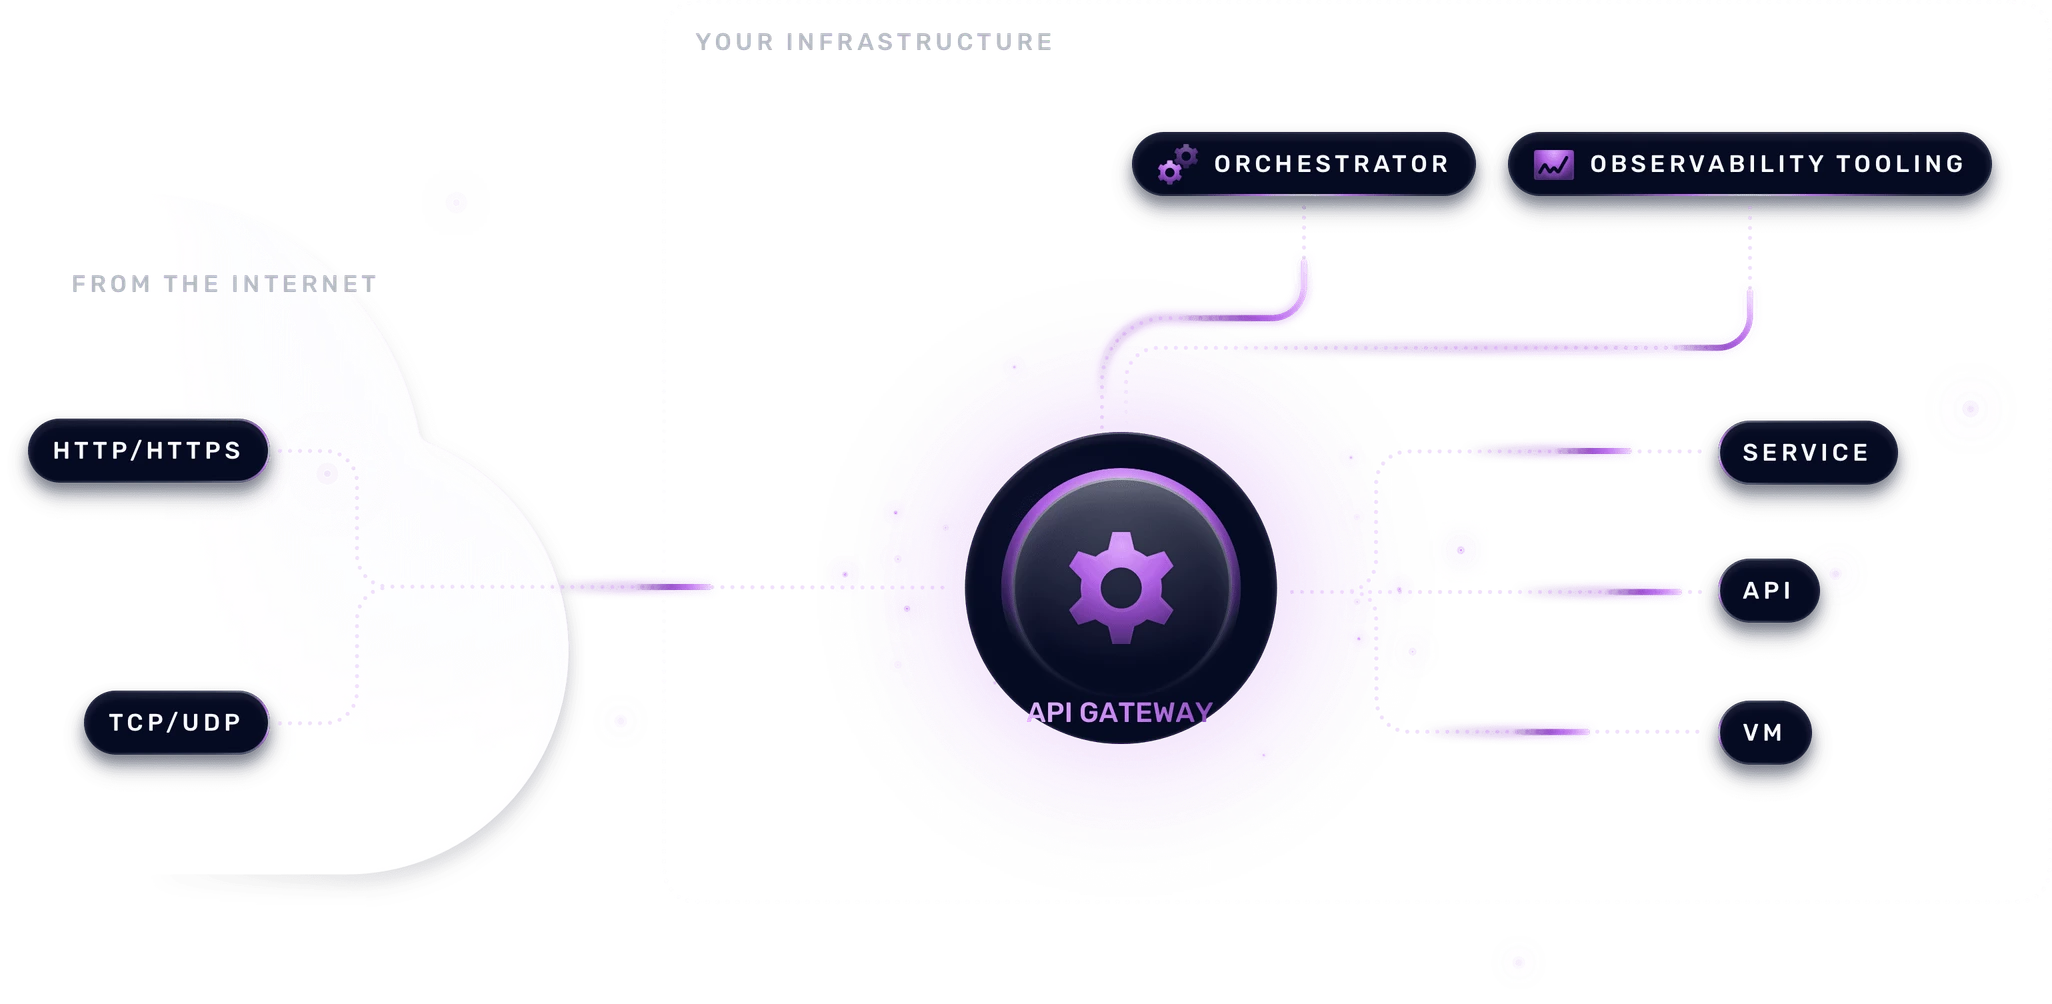 YOUR INFRASTRUCTURE
ORCHESTRATOR
OBSERVABILITY TOOLING
FROM THE INTERNET
HTTP/HTTPS
SERVICE
API
TCP/UDP
API GATEWAY
VM